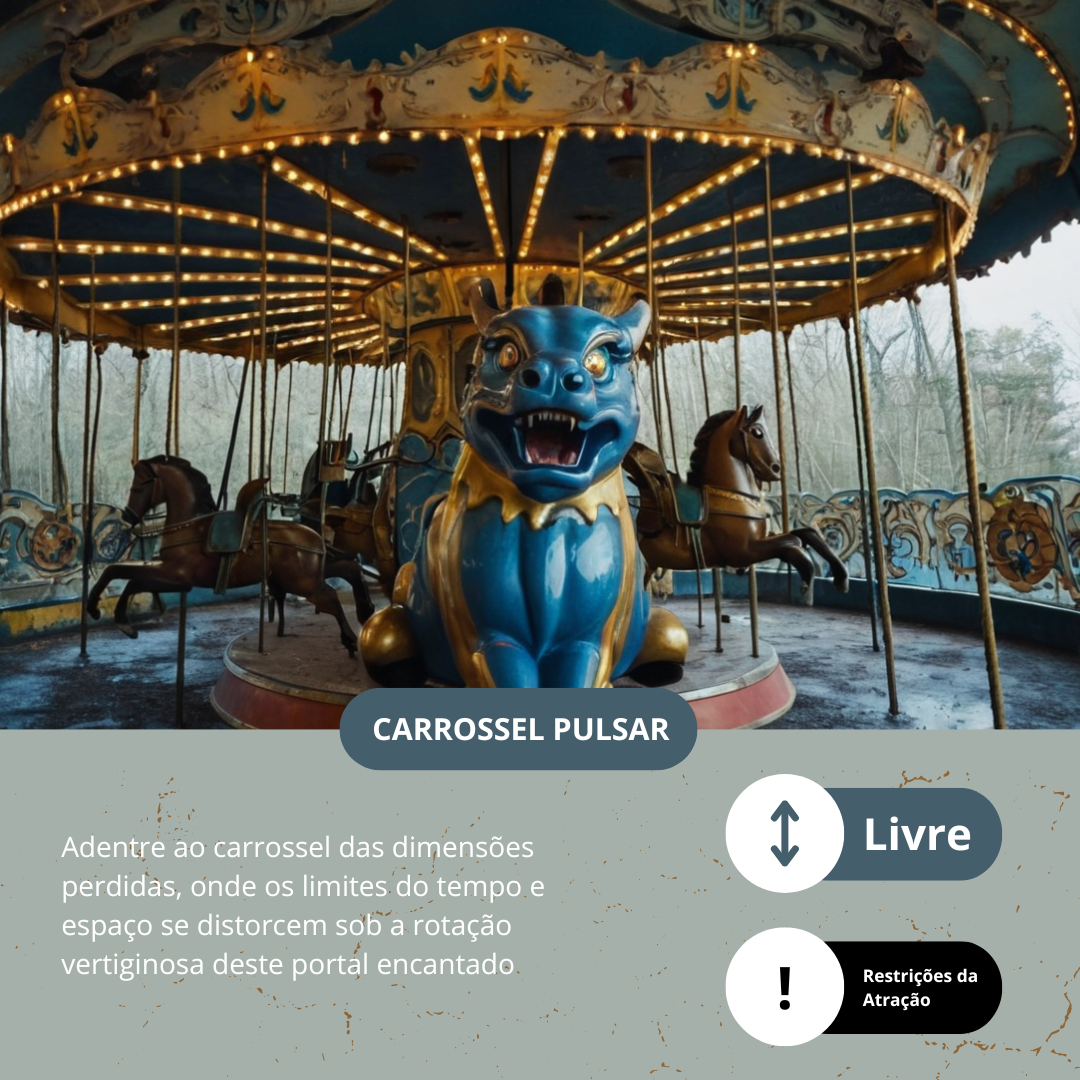 CARROSSEL PULSAR
Adentre ao carrossel das dimensões
perdidas, onde os limites do tempo e
espaço se distorcem sob a rotação
vertiginosa deste portal encantado
Livre
!
Restrições da
Atração